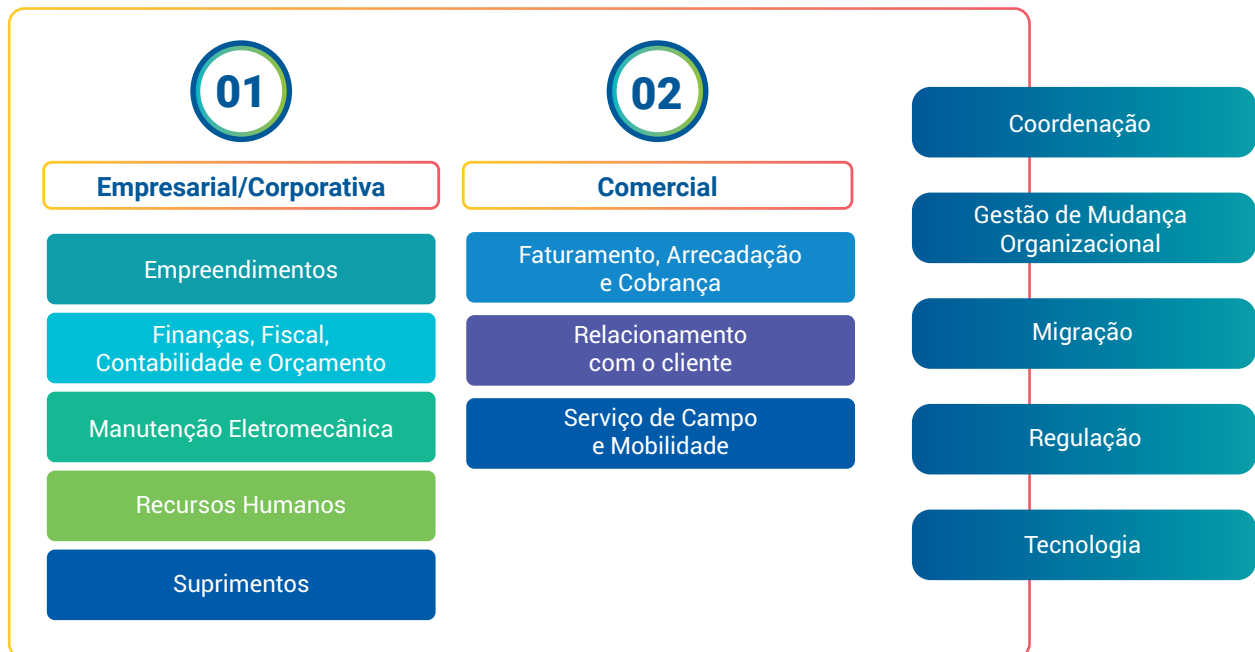 01
Empresarial/Corporativa
Empreendimentos
Finanças, Fiscal,
Contabilidade e Orçamento
Manutenção Eletromecânica
Recursos Humanos
Suprimentos
02
Comercial
Faturamento, Arrecadação
e Cobrança
Relacionamento
com o cliente
Serviço de Campo
e Mobilidade
Coordenação
Gestão de Mudança
Organizacional
Migração
Regulação
Tecnologia